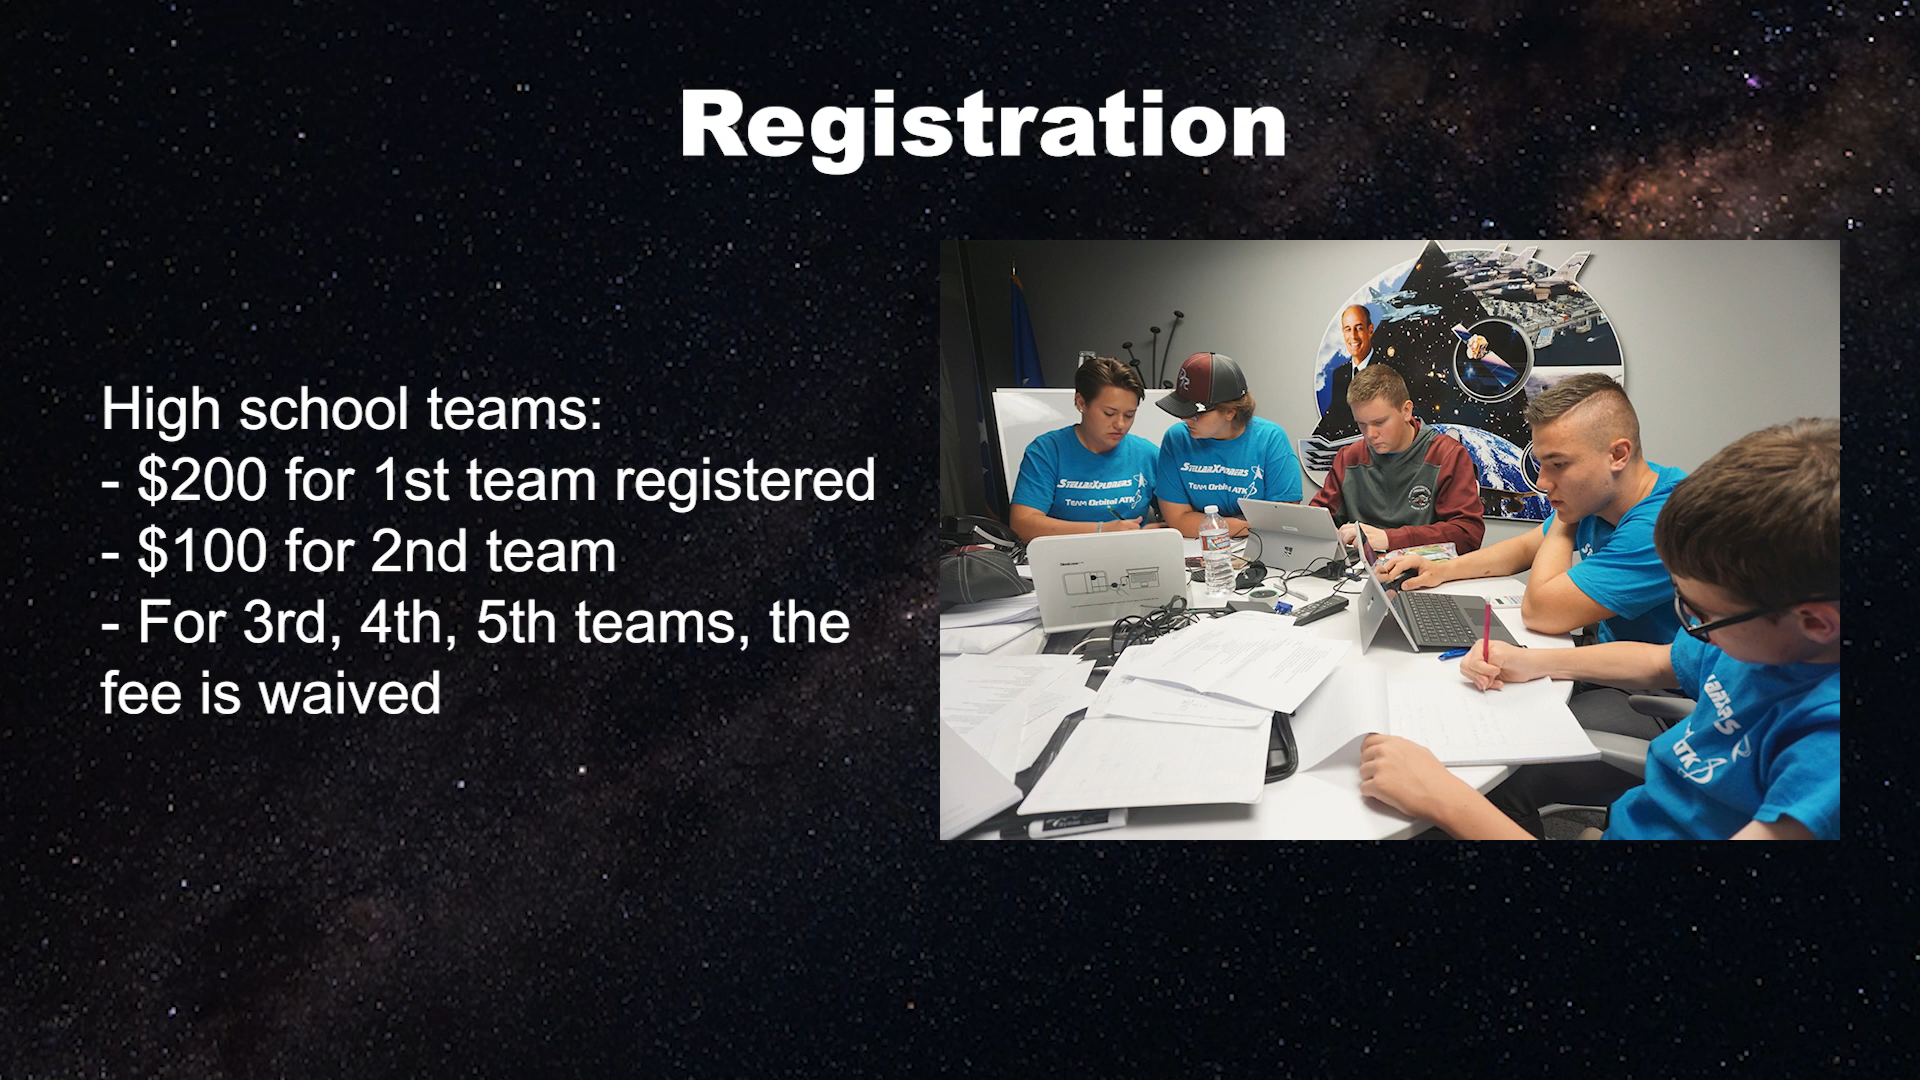 Registration
High school teams:
- $200 for 1st team registered
- $100 for 2nd team
- For 3rd, 4th, 5th teams, the
fee is waived
StellarXplorers
Team Orbital ATK
StellarXplorers
Team Orbital ATK